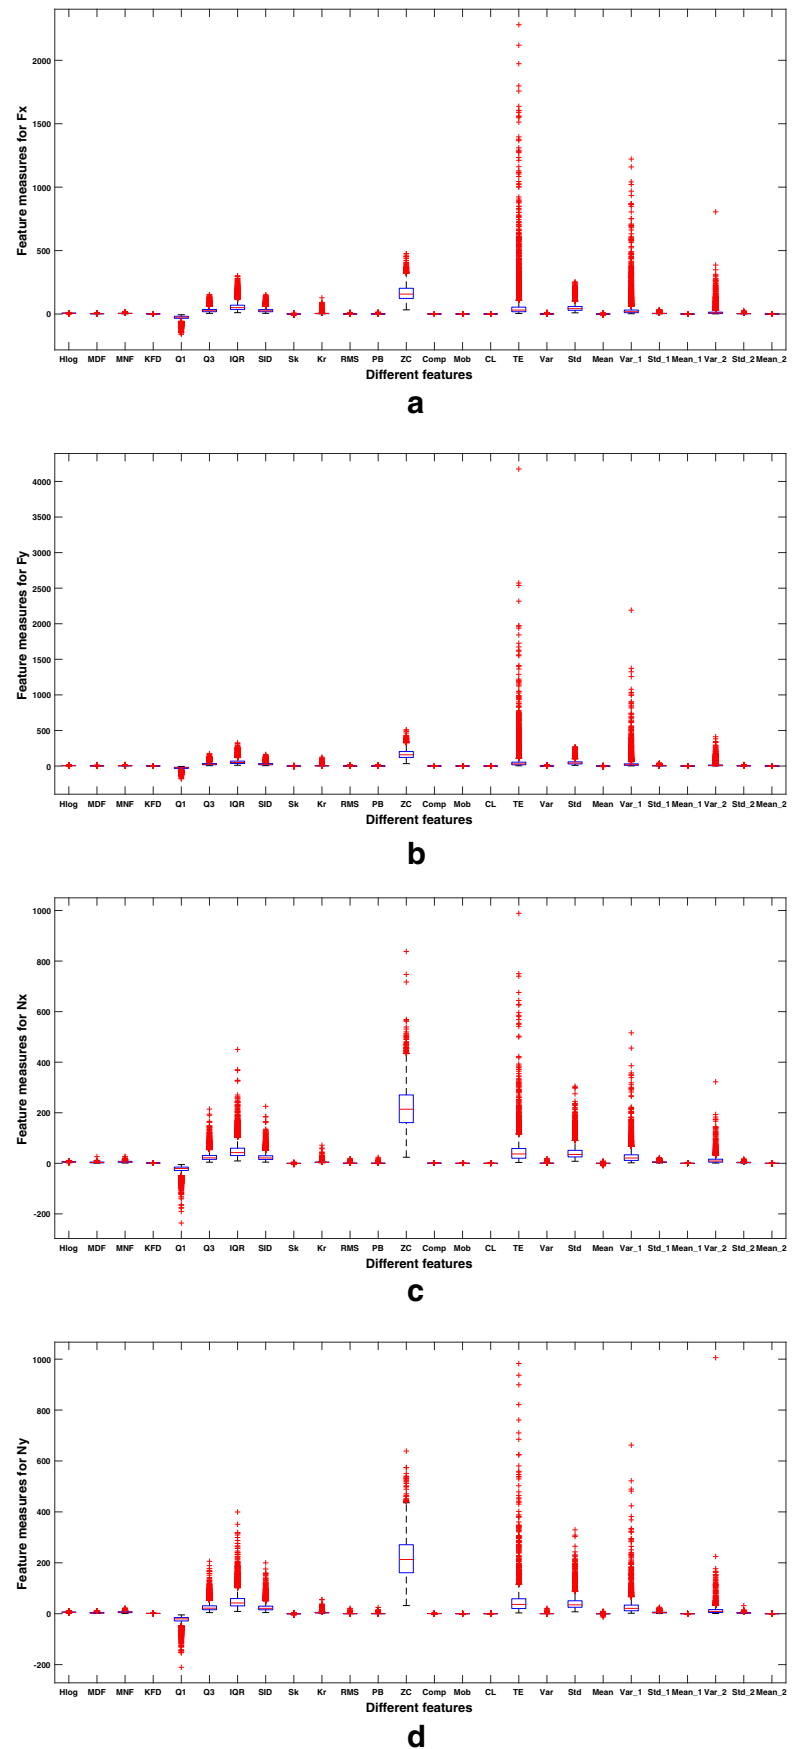 Feature measures for Fx
2000
1500
1000
500
0
Hlog MDF MNF KFD Q1 Q3 IQR SID Sk Kr RMS PB ZC Comp Mob CL TE Var Std Mean Var_1 Std_1 Mean_1 Var_2 Std_2 Mean_2
Different features
a
Feature measures for Fy
4000
3500
3000
2500
2000
1500
1000
500
0
Hlog MDF MNF KFD Q1 Q3 IQR SID Sk Kr RMS PB ZC Comp Mob CL TE Var Std Mean Var_1 Std_1 Mean_1 Var_2 Std_2 Mean_2
Different features
b
Feature measures for Nx
1000
800
600
400
200
0
-200
Hlog MDF MNF KFD Q1 Q3 IQR SID Sk Kr RMS PB ZC Comp Mob CL TE Var Std Mean Var_1 Std_1 Mean_1 Var_2 Std_2 Mean_2
Different features
c
Feature measures for Ny
1000
800
600
400
200
0
-200
Hlog MDF MNF KFD Q1 Q3 IQR SID Sk Kr RMS PB ZC Comp Mob CL TE Var Std Mean Var_1 Std_1 Mean_1 Var_2 Std_2 Mean_2
Different features
d